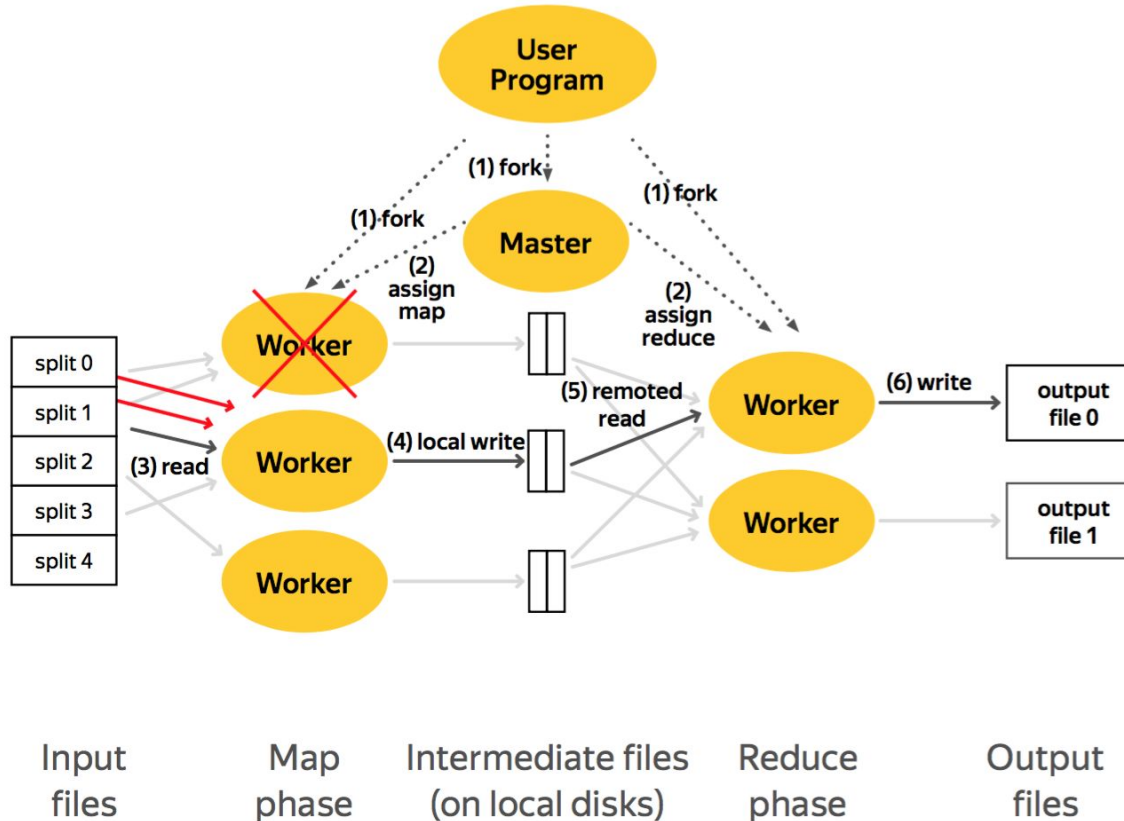 User
Program
(1) fork
(1) fork
(1) fork
Master
(2)
assign
map
(2)
assign
reduce
Worker
split 0
split 1
split 2
split 3
split 4
(3) read
Worker
(4) local write
(5) remoted
read
Worker
(6) write
output
file 0
Worker
output
file 1
Worker
Input
files
Map
phase
Intermediate files
(on local disks)
Reduce
phase
Output
files